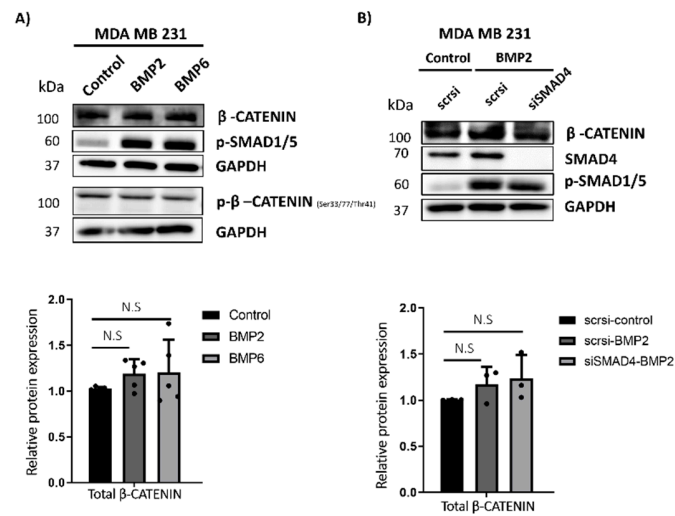 A)
MDA MB 231
kDa
Control
BMP2
BMP6
100
β -CATENIN
60
p-SMAD1/5
37
GAPDH
100
p-β –CATENIN (Ser33/77/Thr41)
37
GAPDH
Relative protein expression
2.0
1.5
1.0
0.5
0.0
N.S
N.S
Control
BMP2
BMP6
Total β-CATENIN
B)
MDA MB 231
Control
BMP2
kDa
scrsi
scrsi
siSMAD4
100
β -CATENIN
70
SMAD4
60
p-SMAD1/5
37
GAPDH
Relative protein expression
2.0
1.5
1.0
0.5
0.0
N.S
N.S
scrsi-control
scrsi-BMP2
siSMAD4-BMP2
Total β-CATENIN